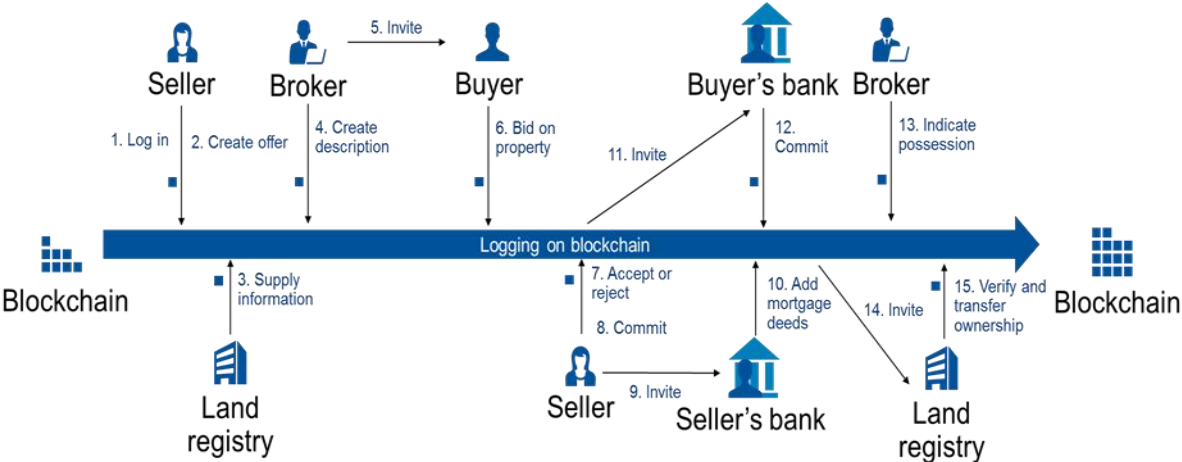 5. Invite
Seller
Broker
Buyer
Buyer’s bank
Broker
1. Log in
2. Create offer
4. Create
description
6. Bid on
property
11. Invite
12.
Commit
13. Indicate
possession
Logging on blockchain
Blockchain
3. Supply
information
7. Accept or
reject
8. Commit
10. Add
mortgage
deeds
14. Invite
15. Verify and
transfer
ownership
Blockchain
Land
registry
Seller
9. Invite
Seller’s bank
Land
registry